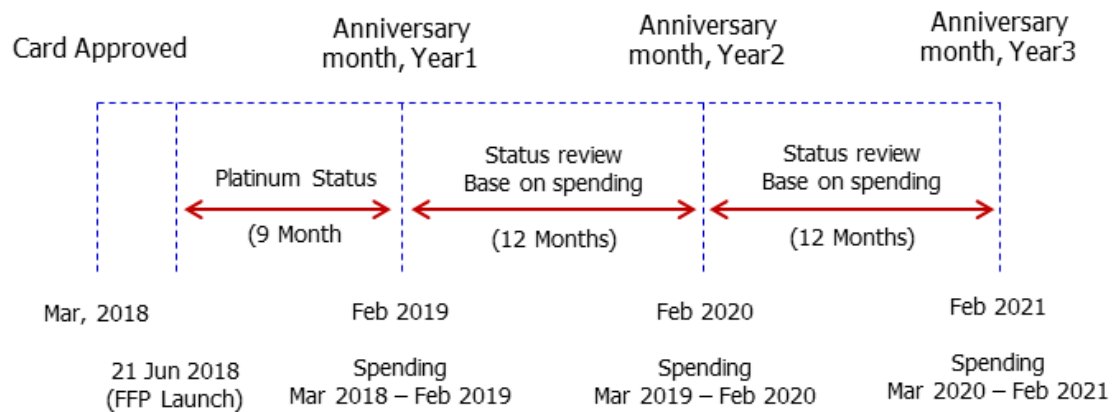 Card Approved
Anniversary
month, Year1
Anniversary
month, Year2
Anniversary
month, Year3
Platinum Status
(9 Month
Status review
Base on spending
(12 Months)
Status review
Base on spending
(12 Months)
Mar, 2018
21 Jun 2018
(FFP Launch)
Feb 2019
Spending
Mar 2018 – Feb 2019
Feb 2020
Spending
Mar 2019 – Feb 2020
Feb 2021
Spending
Mar 2020 – Feb 2021